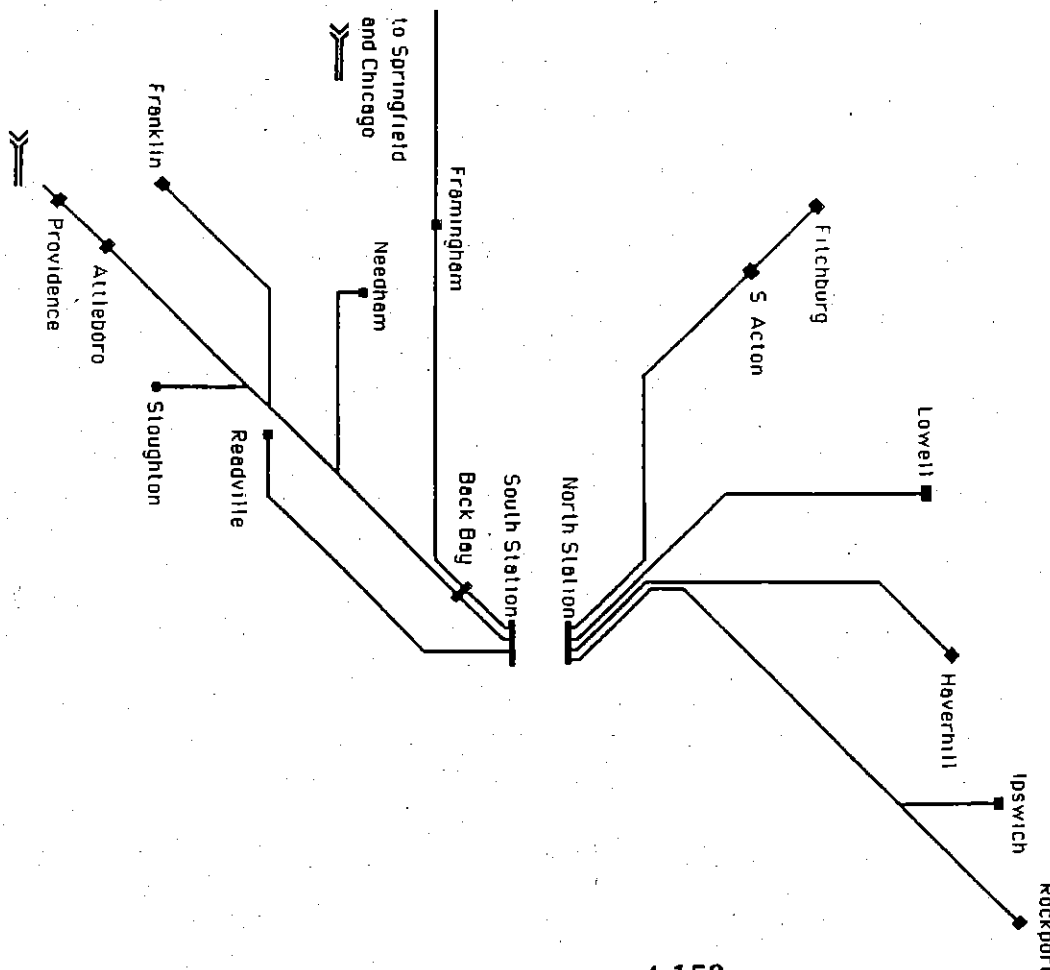 to Springfield
and Chicago
Franklin
Providence
Attleboro
Stoughton
Needham
Framingham
Readville
Back Bay
South Station
North Station
Fitchburg
S Acton
Lowell
Haverhill
Ipswich
Rockport